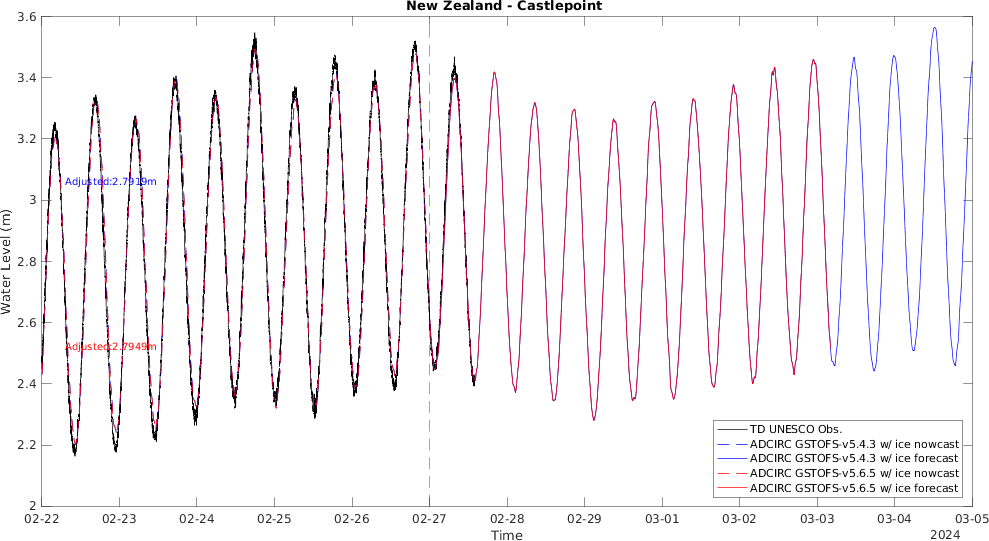 New Zealand - Castlepoint
3.6
3.4
3.2
3
2.8
2.6
2.4
2.2
2
Water Level (m)
Adjusted:2.7919m
Adjusted:2.7949m
TD UNESCO Obs.
ADCIRC GSTOFS-v5.4.3 w/ ice nowcast
ADCIRC GSTOFS-v5.4.3 w/ ice forecast
ADCIRC GSTOFS-v5.6.5 w/ ice nowcast
ADCIRC GSTOFS-v5.6.5 w/ ice forecast
02-22 02-23 02-24 02-25 02-26 02-27 02-28 02-29 03-01 03-02 03-03 03-04 03-05
Time
2024